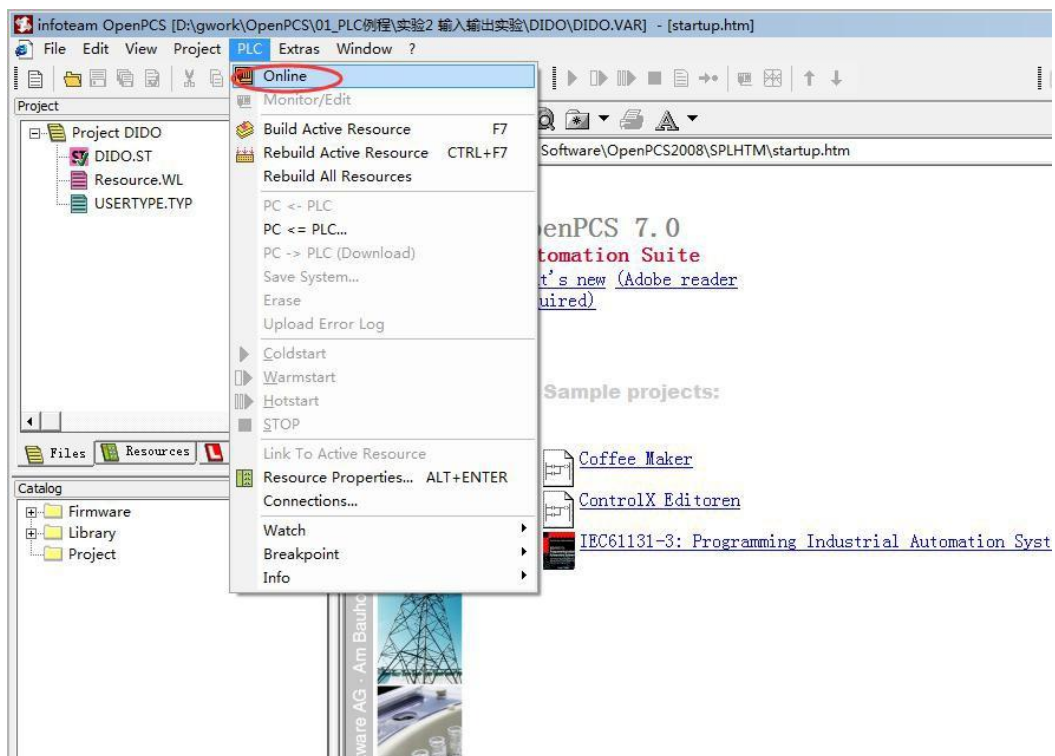 infoteam OpenPCS [D:\gwork\OpenPCS\01_PLC例程\实验2 输入输出实验\DIDO\DIDO.VAR] - [startup.htm]
File Edit View Project PLC Extras Window ?
Project
Project DIDO
DIDO.ST
Resource.WL
USERTYPE.TYP
Files Resources
Catalog
Firmware
Library
Project
Online
Monitor/Edit
Build Active Resource F7
Rebuild Active Resource CTRL+F7
Rebuild All Resources
PC <- PLC
PC <= PLC...
PC -> PLC (Download)
Save System...
Erase
Upload Error Log
Coldstart
Warmstart
Hotstart
STOP
Link To Active Resource
Resource Properties... ALT+ENTER
Connections...
Watch
Breakpoint
Info
Software\OpenPCS2008\SPLHTM\startup.htm
enPCS 7.0
tomation Suite
t's new (Adobe reader
uired)
Sample projects:
Coffee Maker
ControlX Editoren
IEC61131-3: Programming Industrial Automation Syst
ware AG · Am Bauho